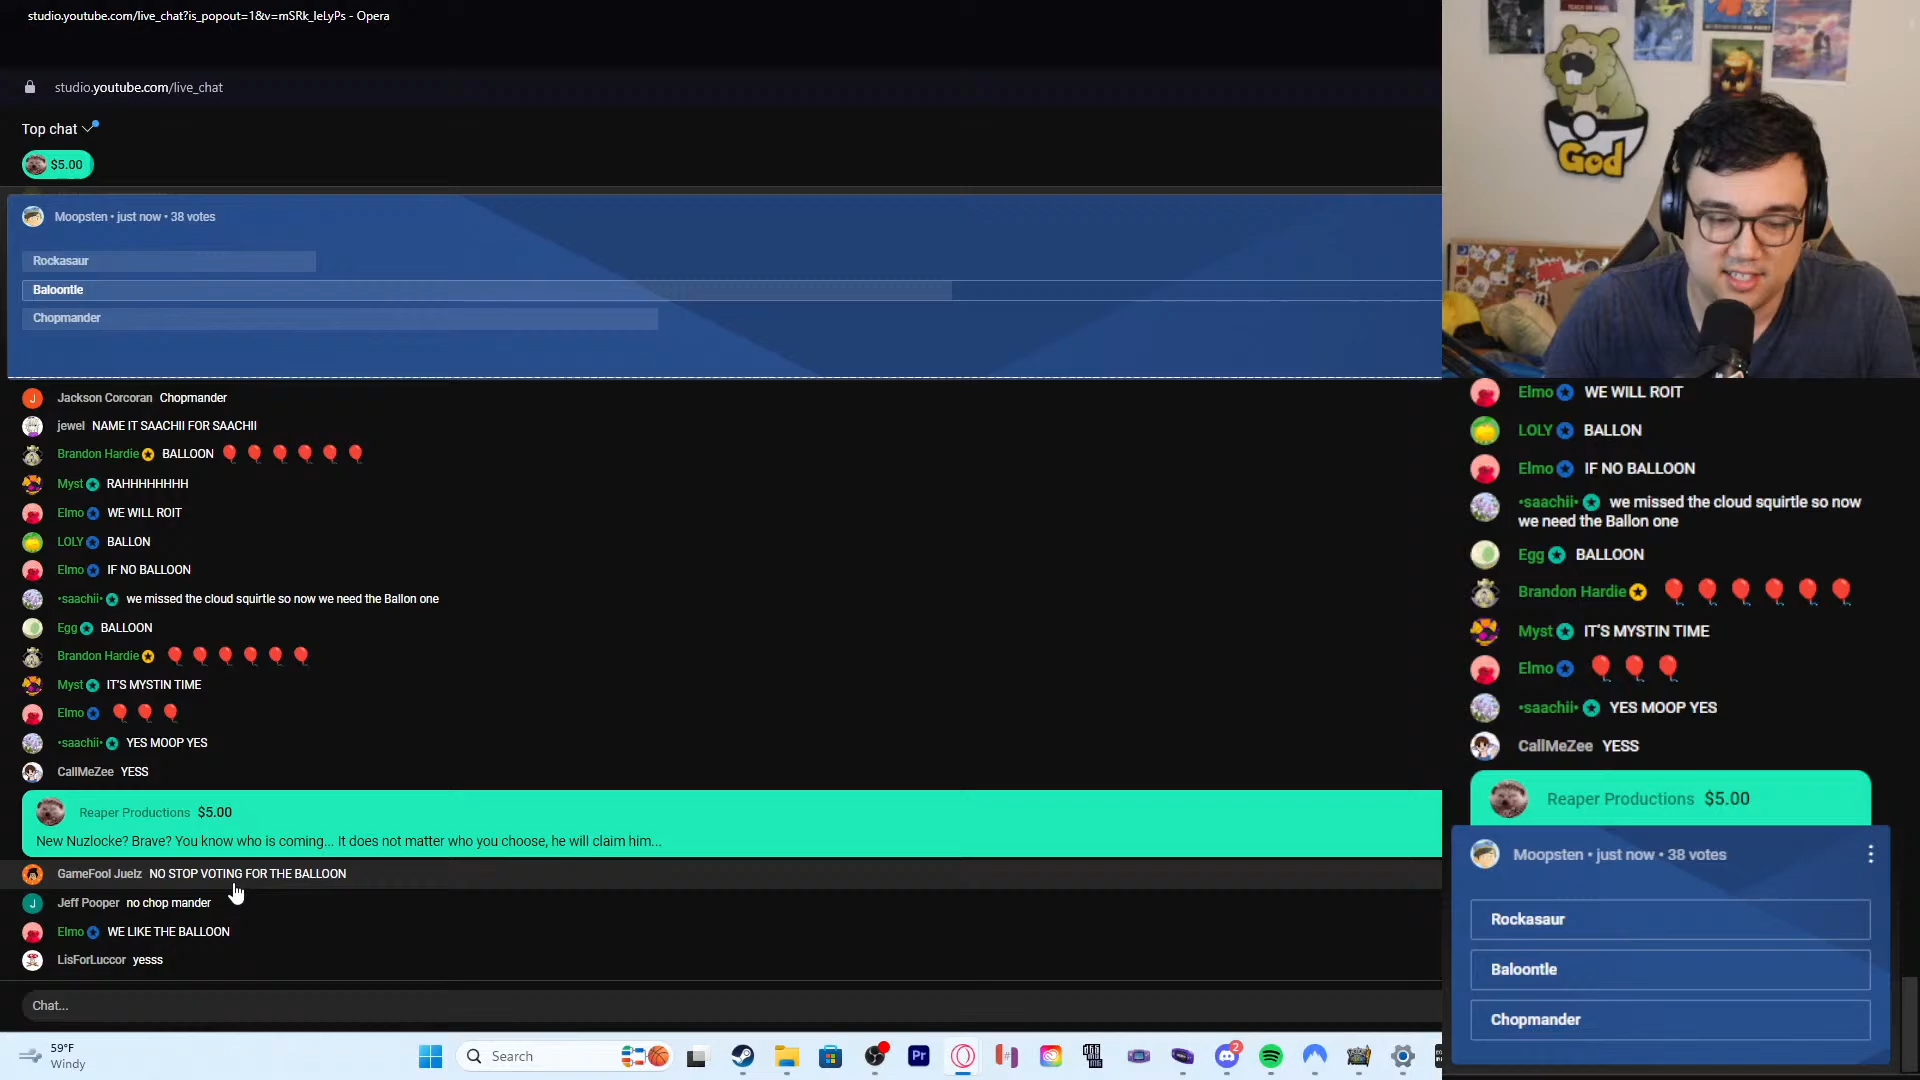 studio.youtube.com/live_chat?is_popout=1&v=mSRk_leLyPs - Opera
studio.youtube.com/live_chat
Top chat
$5.00
Moopsten • just now • 38 votes
Rockasaur
Baloontle
Chopmander
Jackson Corcoran Chopmander
jewel NAME IT SAACHII FOR SAACHII
Brandon Hardie BALLOON 🎈 🎈 🎈 🎈 🎈 🎈
Myst RAHHHHHHHH
Elmo WE WILL ROIT
LOLY BALLON
Elmo IF NO BALLOON
•saachii• we missed the cloud squirtle so now we need the Ballon one
Egg BALLOON
Brandon Hardie 🎈 🎈 🎈 🎈 🎈 🎈
Myst IT'S MYSTIN TIME
Elmo 🎈 🎈 🎈
•saachii• YES MOOP YES
CallMeZee YESS
Reaper Productions $5.00
New Nuzlocke? Brave? You know who is coming... It does not matter who you choose, he will claim him...
GameFool Juelz NO STOP VOTING FOR THE BALLOON
Jeff Pooper no chop mander
Elmo WE LIKE THE BALLOON
LisForLuccor yesss
Chat...
God
Elmo WE WILL ROIT
LOLY BALLON
Elmo IF NO BALLOON
•saachii• we missed the cloud squirtle so now
we need the Ballon one
Egg BALLOON
Brandon Hardie 🎈 🎈 🎈 🎈 🎈 🎈
Myst IT'S MYSTIN TIME
Elmo 🎈 🎈 🎈
•saachii• YES MOOP YES
CallMeZee YESS
Reaper Productions $5.00
Moopsten • just now • 38 votes
Rockasaur
Baloontle
Chopmander
59°F
Windy
Search
Pr
2